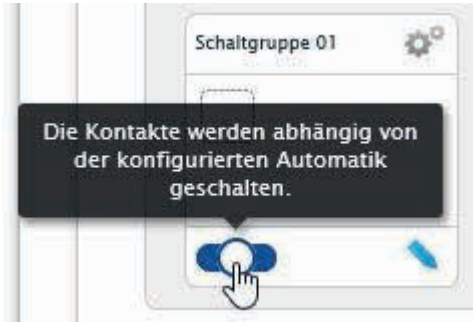 Schaltgruppe 01
Die Kontakte werden abhängig von
der konfigurierten Automatik
geschalten.